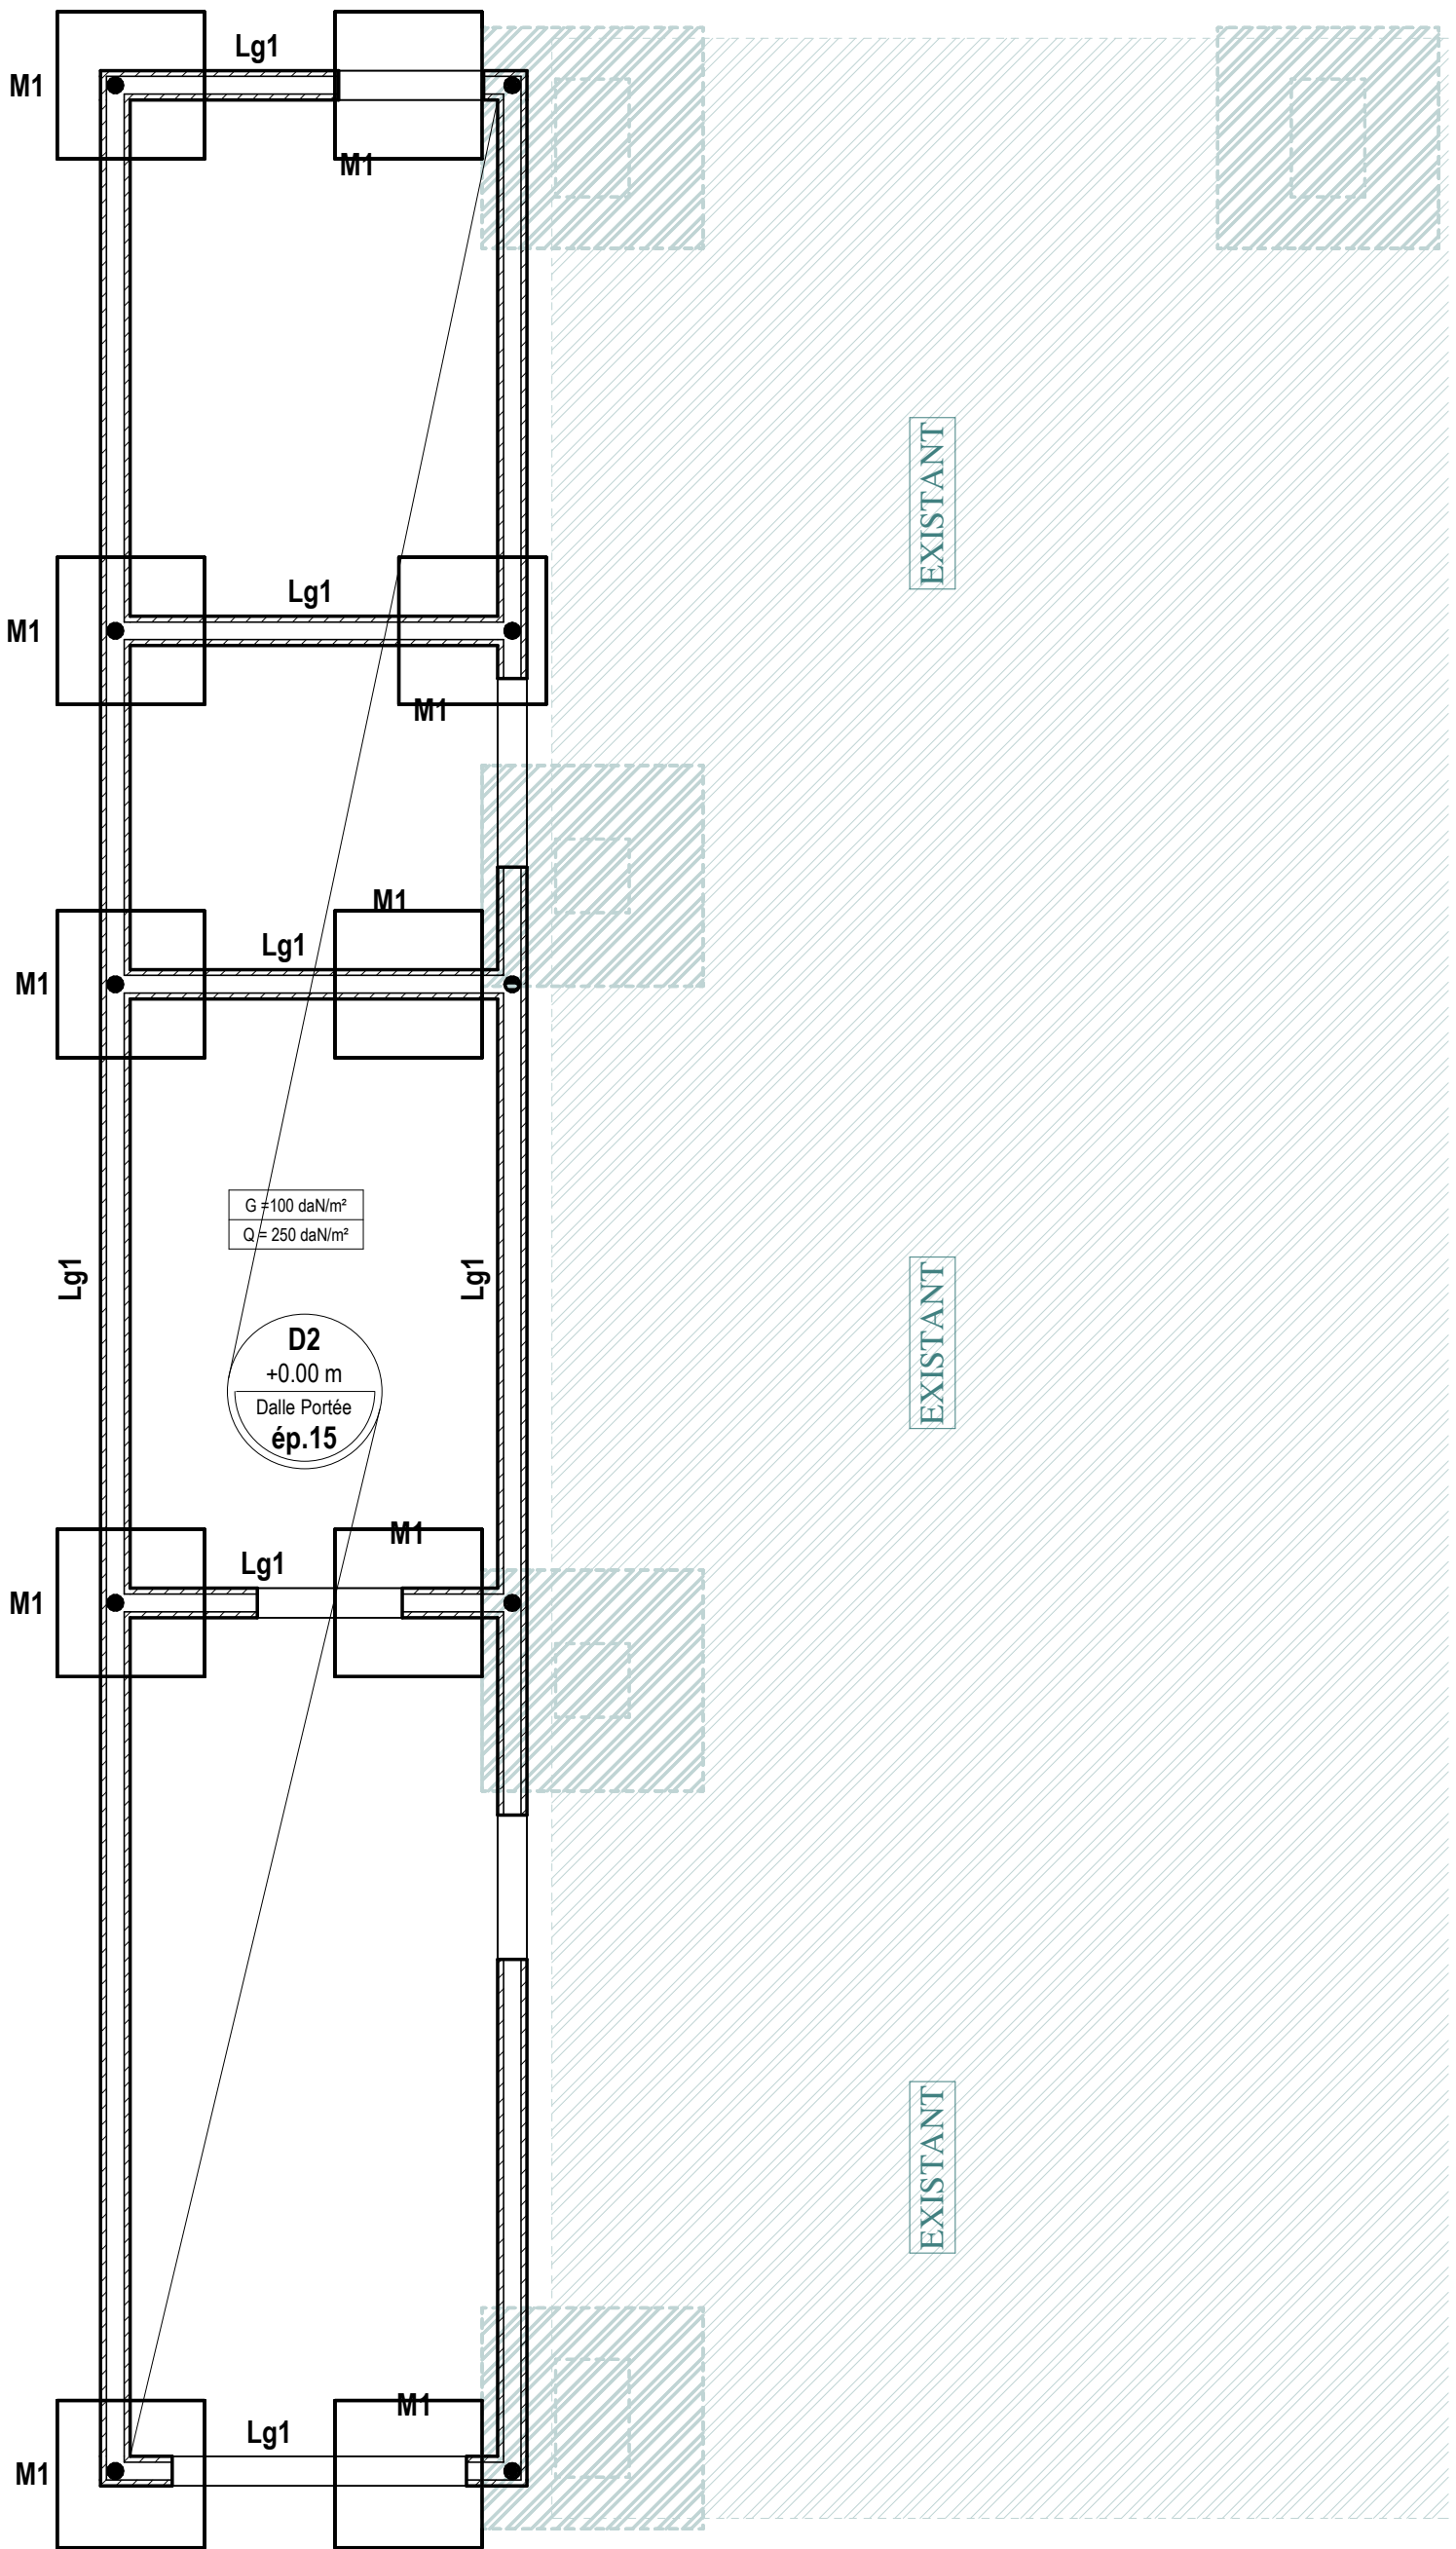 Lg1
M1
M1
EXISTANT
Lg1
M1
M1
M1
Lg1
M1
G =100 daN/m²
Q = 250 daN/m²
Lg1
Lg1
EXISTANT
D2
+0.00 m
Dalle Portée
ép.15
M1
Lg1
M1
EXISTANT
M1
Lg1
M1